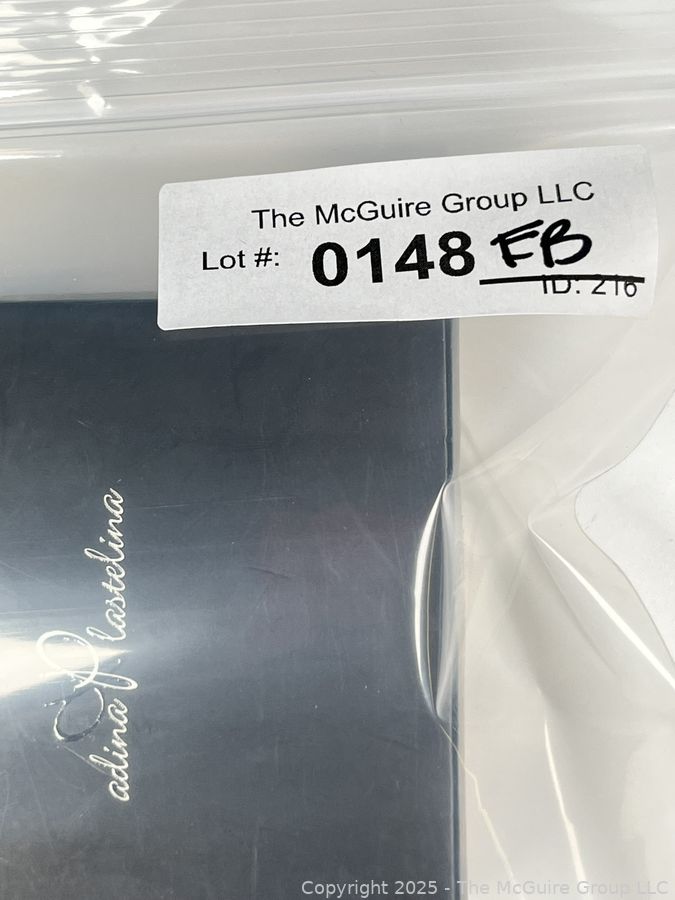 The McGuire Group LLC
Lot #: 0148 FB
ID: 216
adina Plastelina
Copyright 2025 - The McGuire Group LLC